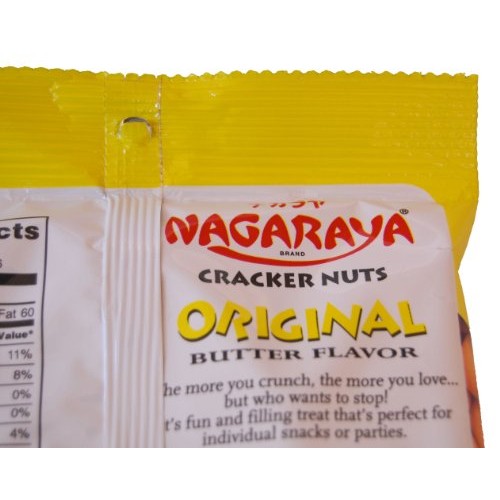 cts
Fat 60
Value*
11%
8%
0%
0%
4%
NAGARAYA®
BRAND
CRACKER NUTS
ORIGINAL
BUTTER FLAVOR
he more you crunch, the more you love...
but who wants to stop!
t's fun and filling treat that's perfect for
individual snacks or parties.